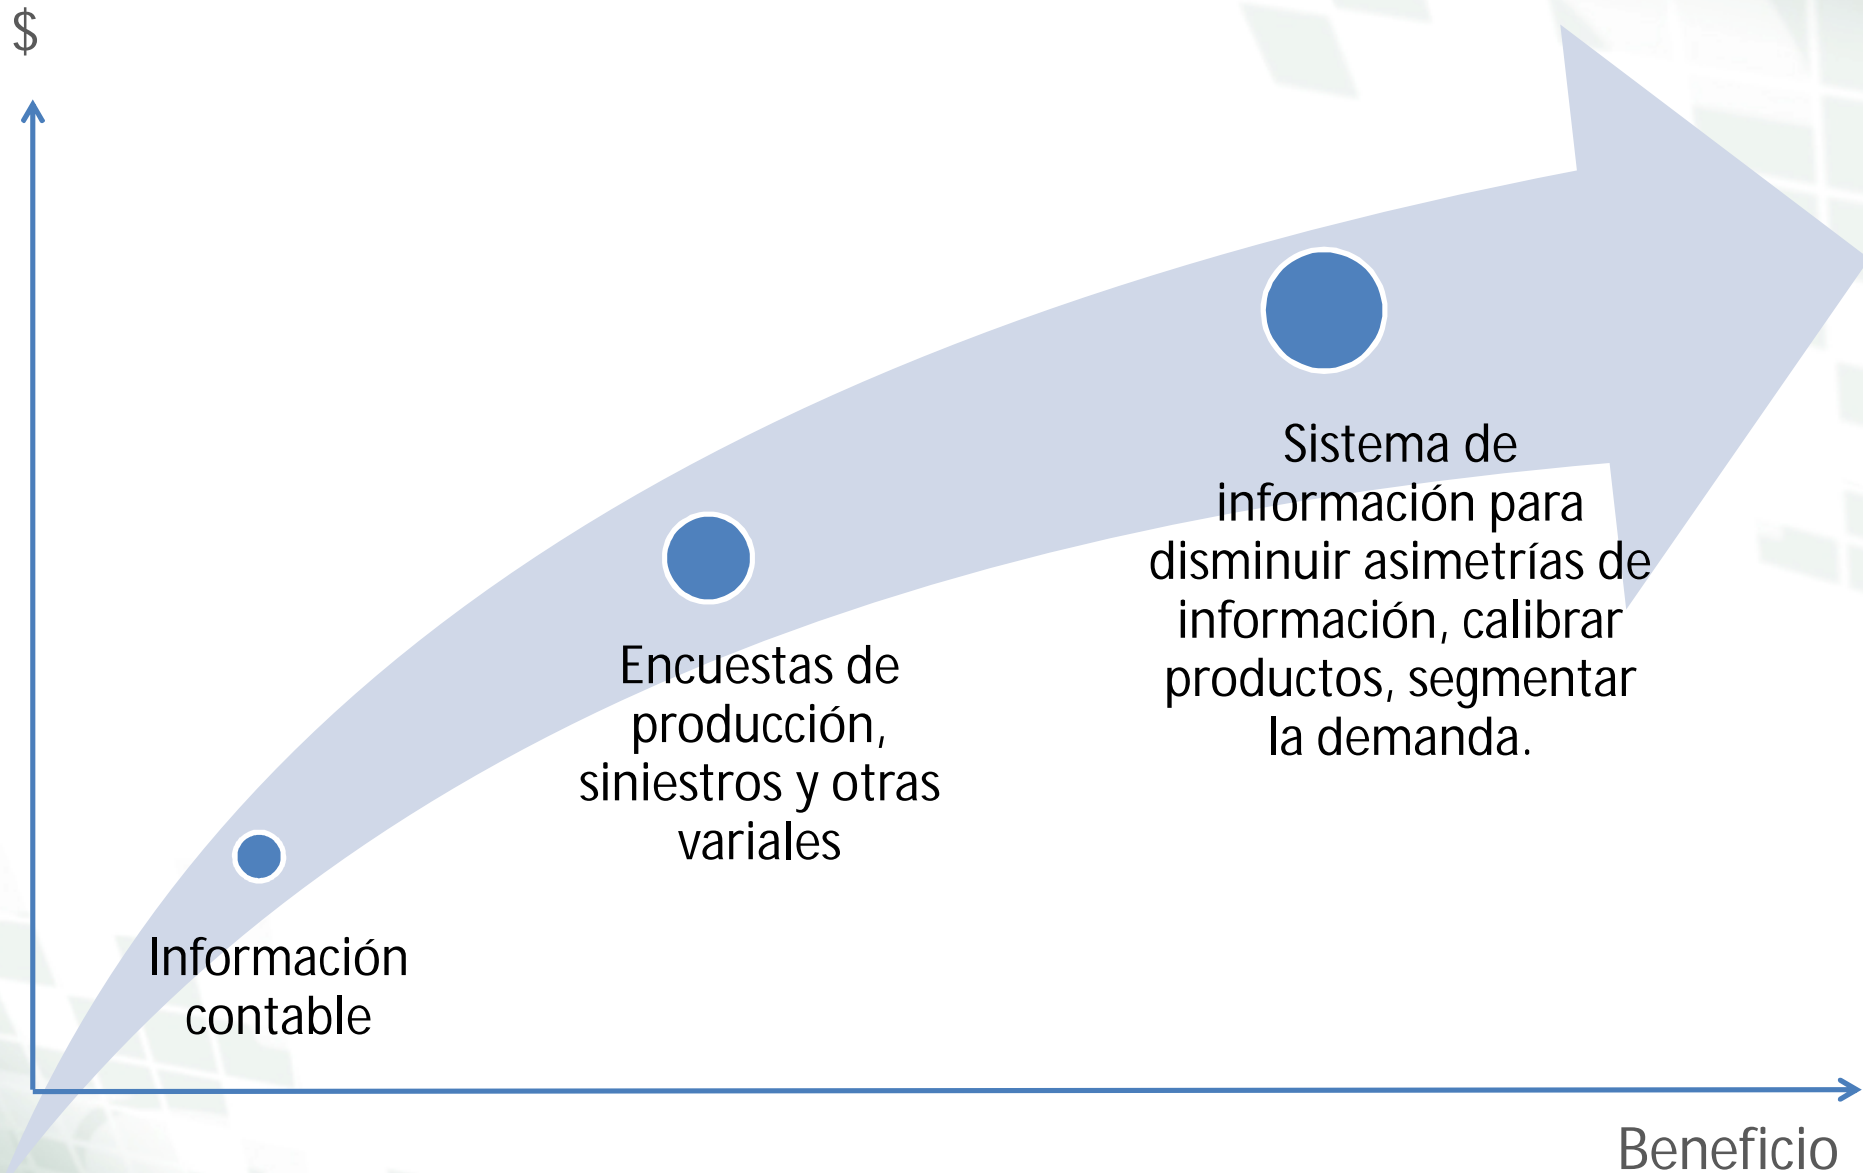 $
Sistema de
información para
disminuir asimetrías de
información, calibrar
productos, segmentar
la demanda.
Encuestas de
producción,
siniestros y otras
variales
Información
contable
Beneficio